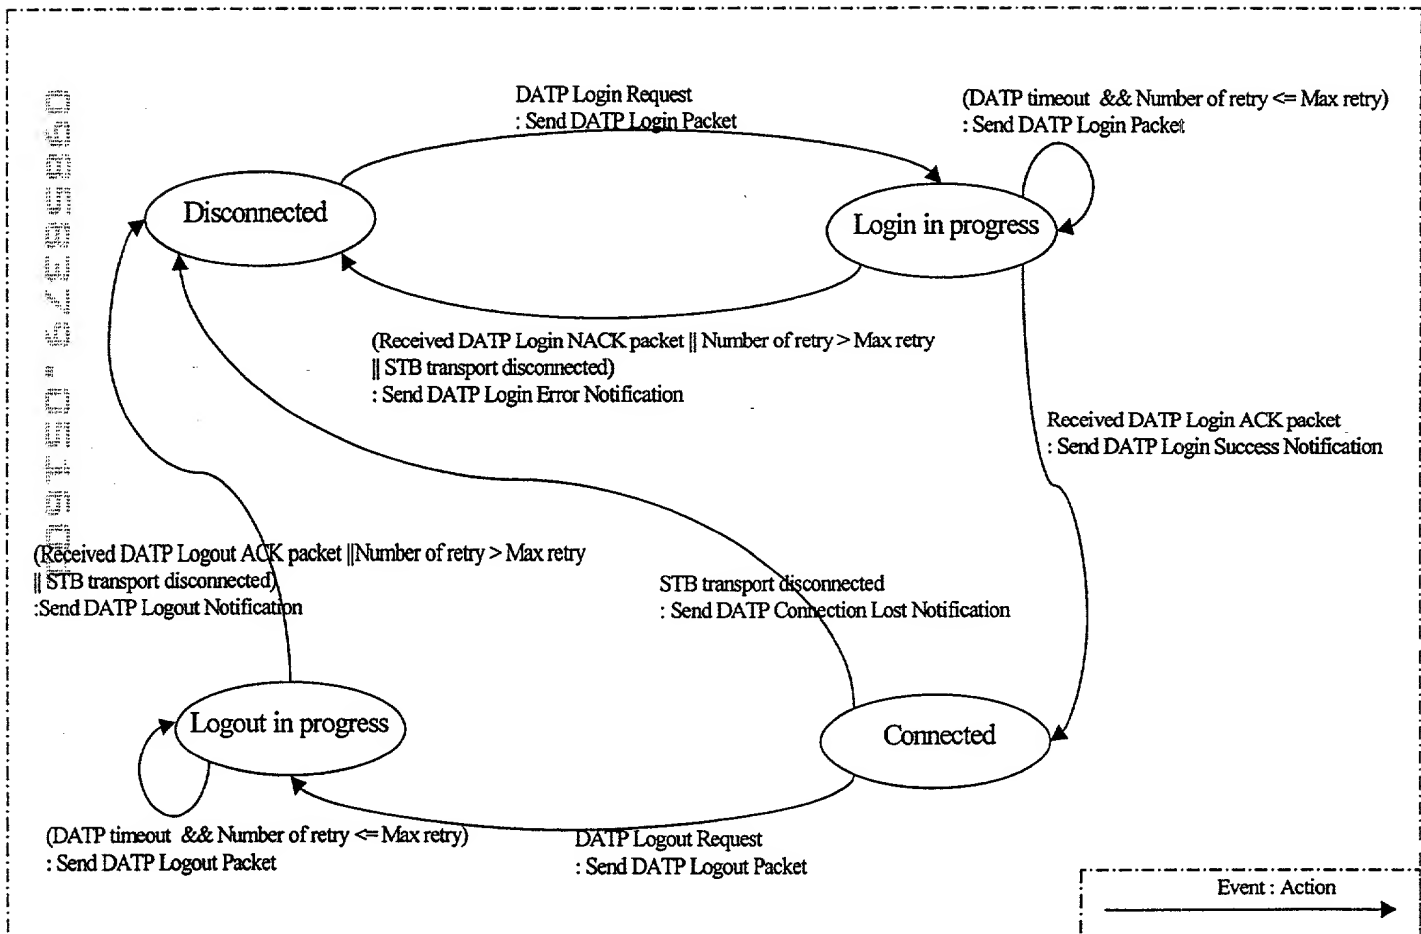 DATP Login Request
: Send DATP Login Packet
(DATP timeout && Number of retry <= Max retry)
: Send DATP Login Packet
Disconnected
Login in progress
(Received DATP Login NACK packet || Number of retry > Max retry
|| STB transport disconnected)
: Send DATP Login Error Notification
Received DATP Login ACK packet
: Send DATP Login Success Notification
(Received DATP Logout ACK packet ||Number of retry > Max retry
|| STB transport disconnected)
:Send DATP Logout Notification
STB transport disconnected
: Send DATP Connection Lost Notification
Logout in progress
Connected
(DATP timeout && Number of retry <= Max retry)
: Send DATP Logout Packet
DATP Logout Request
: Send DATP Logout Packet
Event : Action